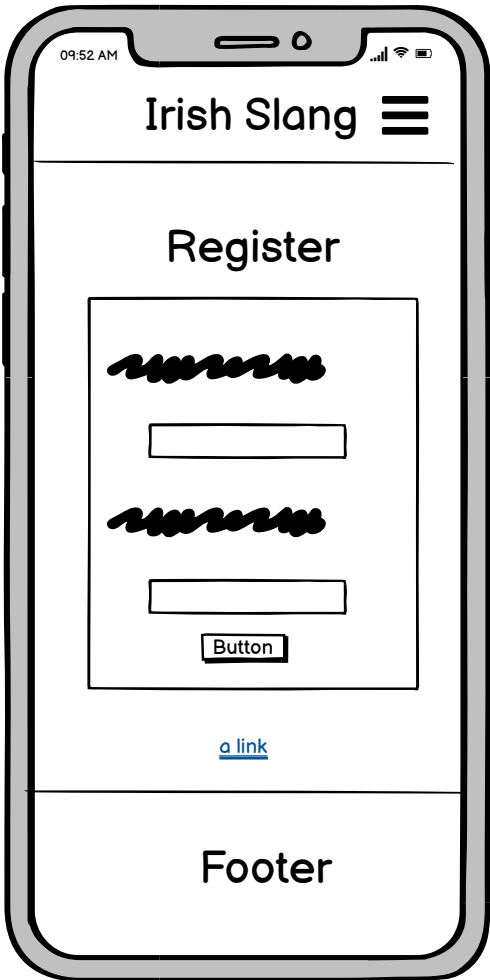 09:52 AM
Irish Slang
Register
Button
a link
Footer